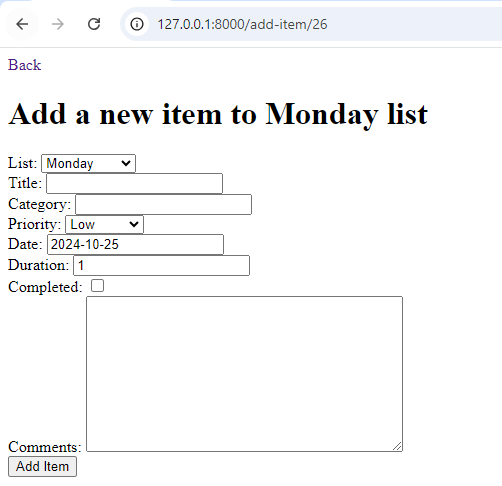 127.0.0.1:8000/add-item/26
Back
Add a new item to Monday list
List: Monday
Title:
Category:
Priority: Low
Date: 2024-10-25
Duration: 1
Completed:
Comments:
Add Item